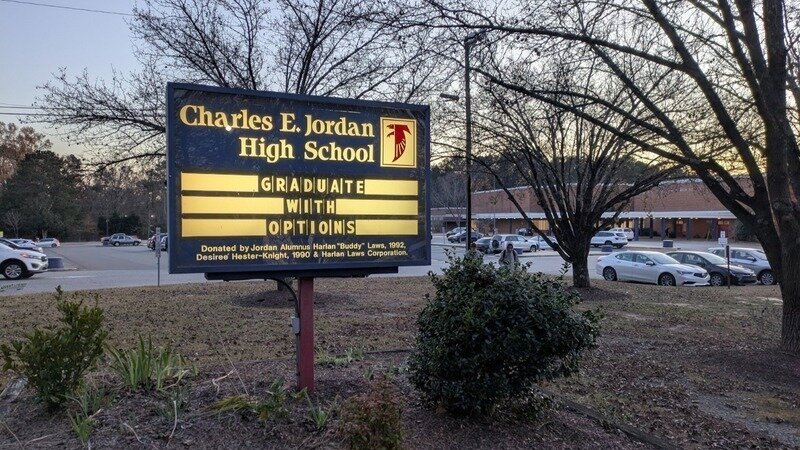 Charles E. Jordan
High School
GRADUATE
WITH
OPTIONS
Donated by Jordan Alumnus Harlan "Buddy" Laws, 1992,
Desiree Hester-Knight, 1990 & Harlan Laws Corporation.